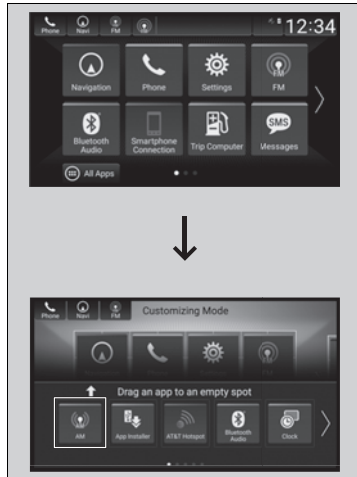 Phone Navi FM 12:34
Navigation Phone Settings FM
SMS
Bluetooth Audio Smartphone Connection Trip Computer Messages
All Apps
Phone Navi FM Customizing Mode
Drag an app to an empty spot
AM App Installer AT&T Hotspot Bluetooth Audio Clock